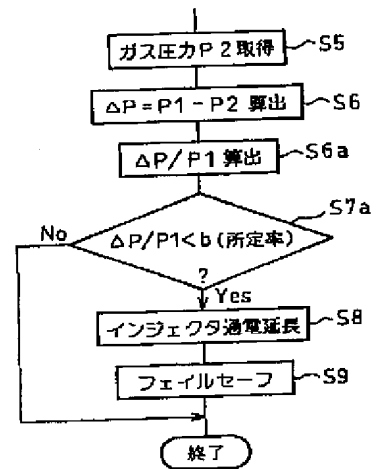 ガス圧力P2取得
S5
ΔP=P1-P2 算出
S6
ΔP/P1 算出
S6a
S7a
No
ΔP/P1<b(所定率)
?
Yes
インジェクタ通電延長
S8
フェイルセーフ
S9
終了